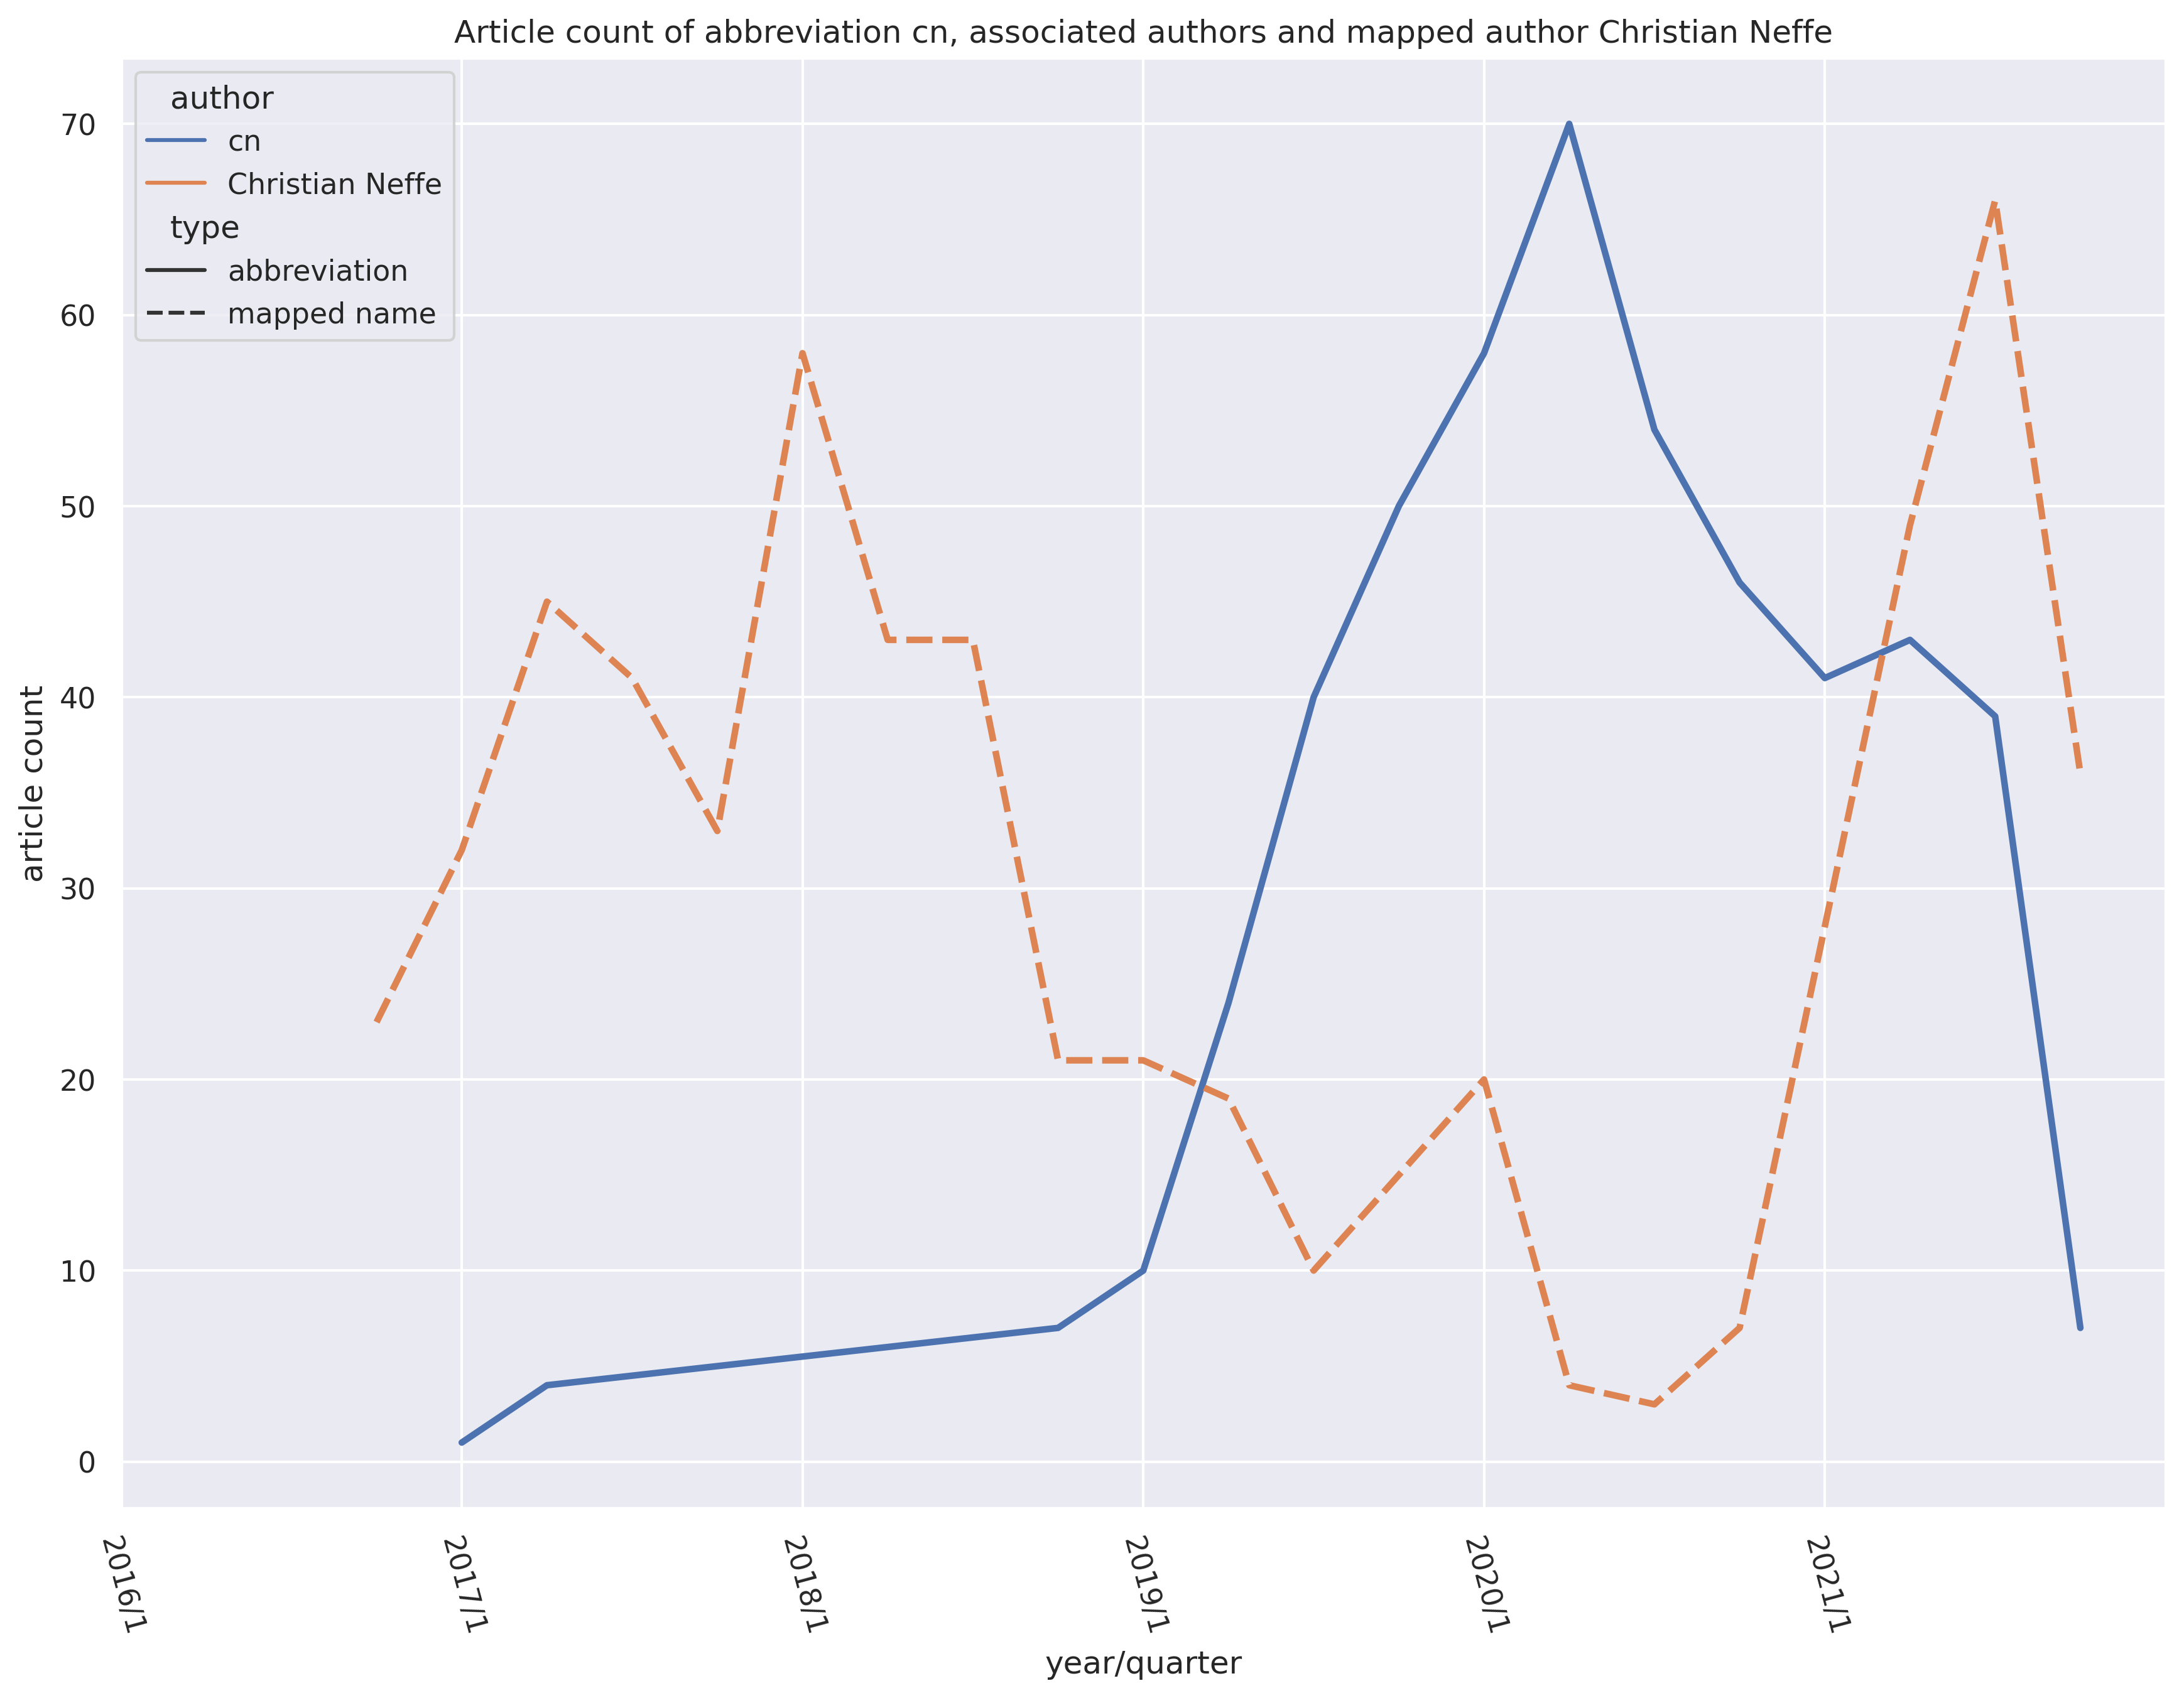 Article count of abbreviation cn, associated authors and mapped author Christian Neffe
author
cn
Christian Neffe
type
abbreviation
mapped name
article count
70
60
50
40
30
20
10
0
2016/1
2017/1
2018/1
2019/1
2020/1
2021/1
year/quarter